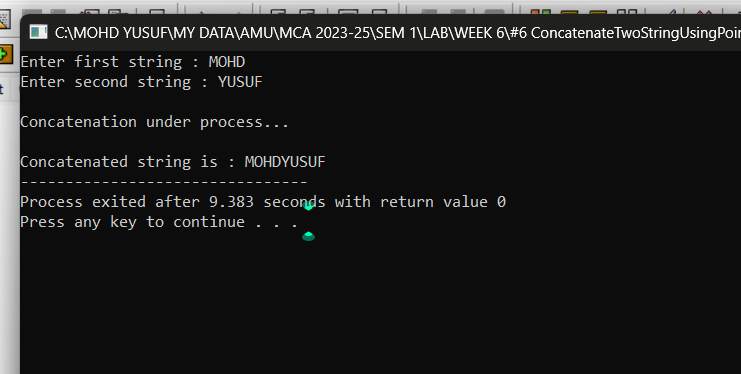 C:\MOHD YUSUF\MY DATA\AMU\MCA 2023-25\SEM 1\LAB\WEEK 6\#6 ConcatenateTwoStringUsingPoin
Enter first string : MOHD
Enter second string : YUSUF
Concatenation under process...
Concatenated string is : MOHDYUSUF
--------------------------------
Process exited after 9.383 seconds with return value 0
Press any key to continue . . .